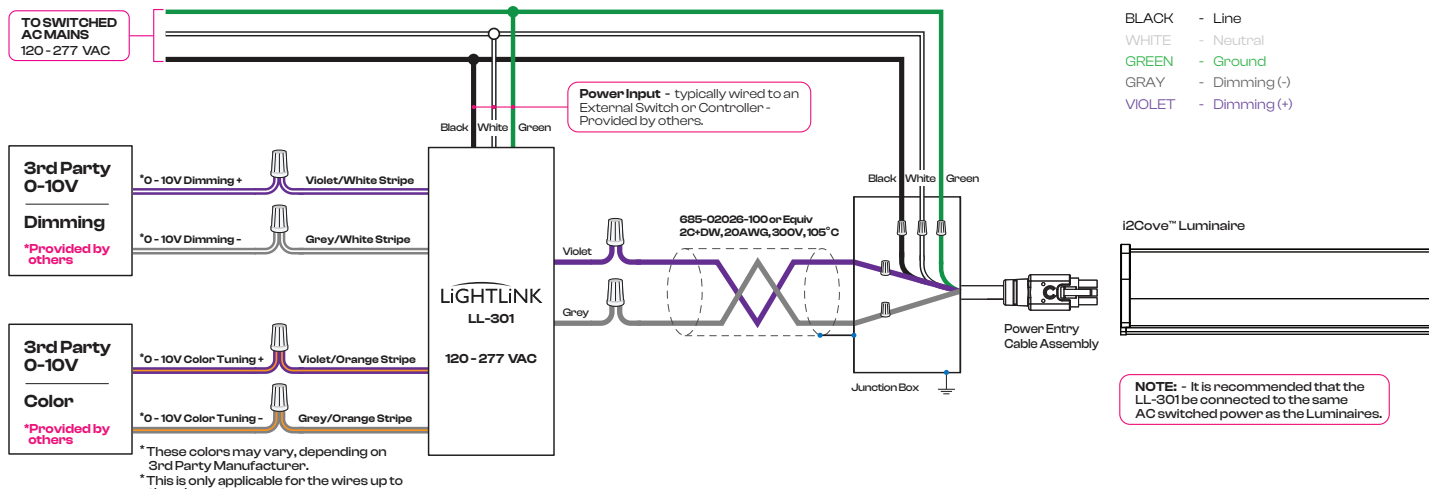 TO SWITCHED
AC MAINS
120 - 277 VAC
BLACK - Line
WHITE - Neutral
GREEN - Ground
GRAY - Dimming (-)
VIOLET - Dimming (+)
Power Input - typically wired to an
External Switch or Controller -
Provided by others.
Black White Green
3rd Party
0-10V
Dimming
*Provided by
others
*0 - 10V Dimming + Violet/White Stripe
*0 - 10V Dimming - Grey/White Stripe
3rd Party
0-10V
Color
*Provided by
others
*0 - 10V Color Tuning + Violet/Orange Stripe
*0 - 10V Color Tuning - Grey/Orange Stripe
* These colors may vary, depending on
3rd Party Manufacturer.
* This is only applicable for the wires up to
LiGHTLiNK
LL-301
120 - 277 VAC
Violet
Grey
685-02026-100 or Equiv
2C+DW, 20AWG, 300V, 105°C
Black White Green
Junction Box
Power Entry
Cable Assembly
i2Cove™ Luminaire
NOTE: - It is recommended that the
LL-301 be connected to the same
AC switched power as the Luminaires.